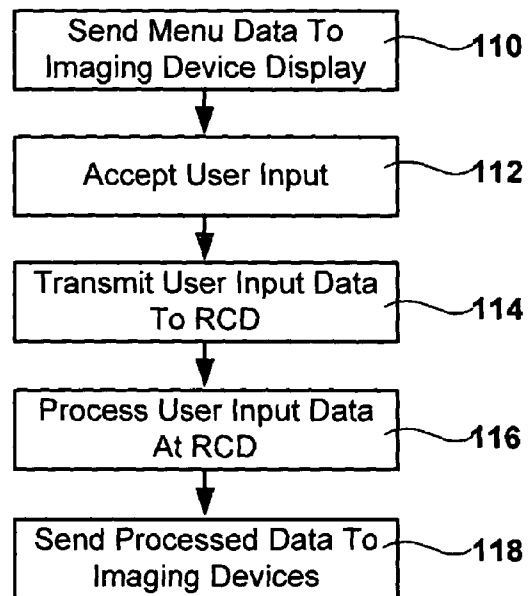 Send Menu Data To
Imaging Device Display
110
Accept User Input
112
Transmit User Input Data
To RCD
114
Process User Input Data
At RCD
116
Send Processed Data To
Imaging Devices
118